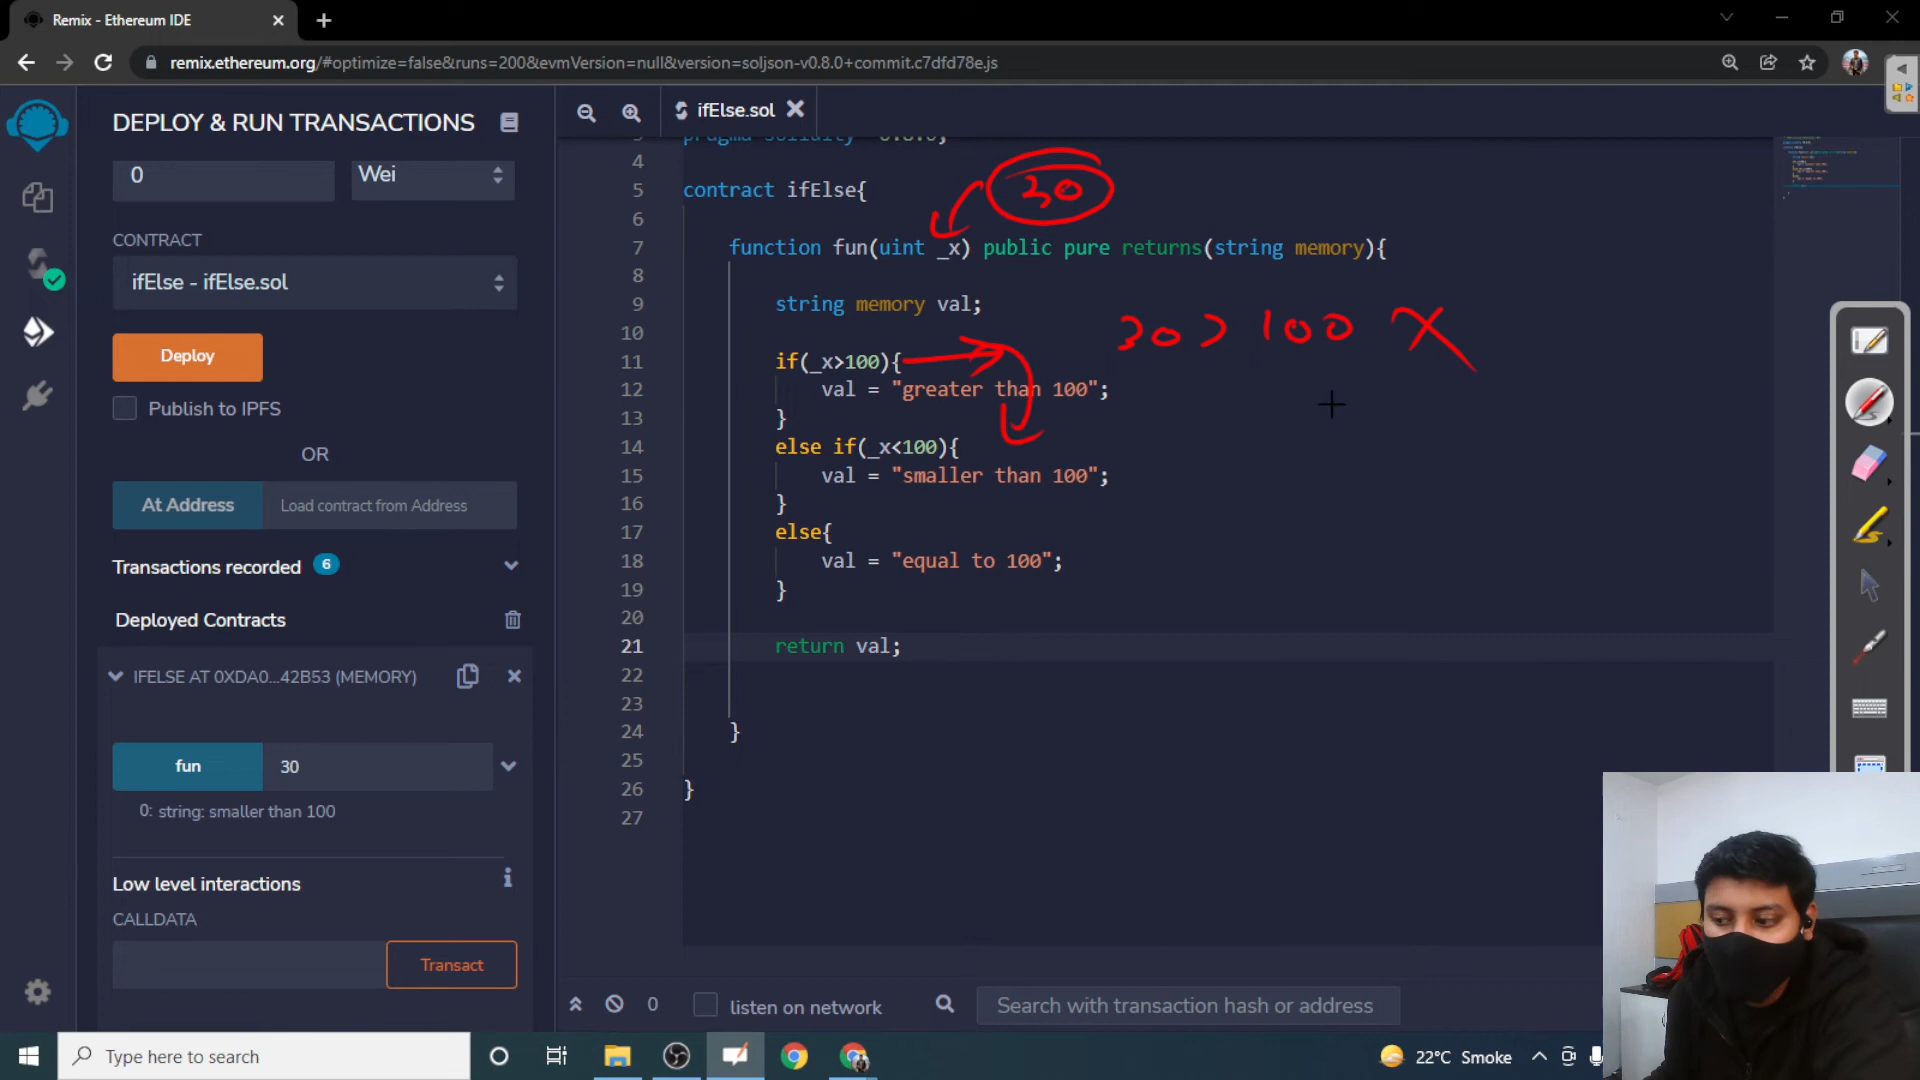 Remix - Ethereum IDE
remix.ethereum.org/#optimize=false&runs=200&evmVersion=null&version=soljson-v0.8.0+commit.c7dfd78e.js
DEPLOY & RUN TRANSACTIONS
0
Wei
CONTRACT
ifElse - ifElse.sol
Deploy
Publish to IPFS
OR
At Address
Load contract from Address
Transactions recorded 6
Deployed Contracts
IFELSE AT 0XDA0...42B53 (MEMORY)
fun
30
0: string: smaller than 100
Low level interactions
CALLDATA
Transact
ifElse.sol
4
5 contract ifElse{
30
6
7 function fun(uint _x) public pure returns(string memory){
8
9 string memory val;
10
30 > 100 X
11 if(_x>100){
12 val = "greater than 100";
13 }
14 else if(_x<100){
15 val = "smaller than 100";
16 }
17 else{
18 val = "equal to 100";
19 }
20
21 return val;
22
23
24 }
25
26 }
27
0
listen on network
Search with transaction hash or address
Type here to search
22°C Smoke